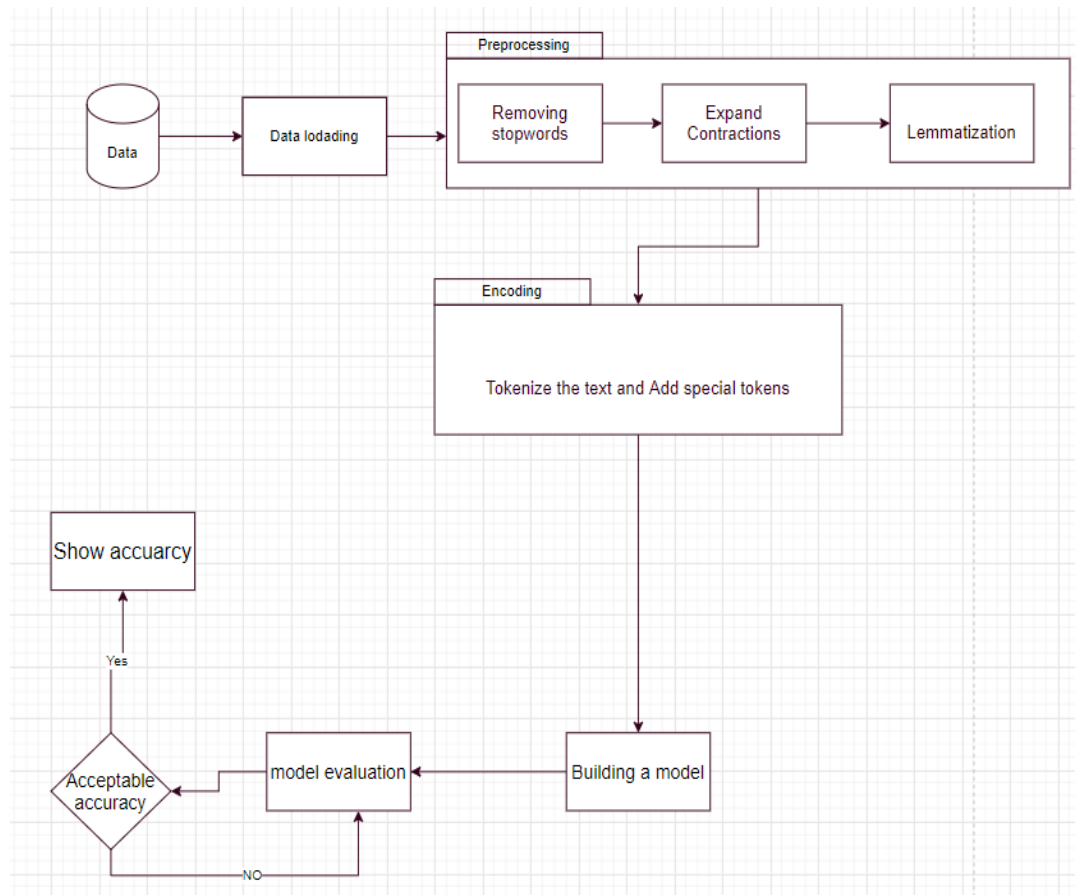 Preprocessing
Data
Data lodading
Removing
stopwords
Expand
Contractions
Lemmatization
Encoding
Tokenize the text and Add special tokens
Show accuarcy
Yes
Acceptable
accuracy
model evaluation
Building a model
NO